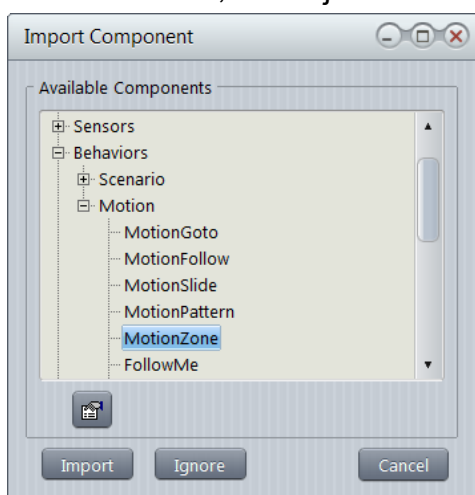 Import Component
Available Components
Sensors
Behaviors
Scenario
Motion
MotionGoto
MotionFollow
MotionSlide
MotionPattern
MotionZone
FollowMe
Import Ignore Cancel